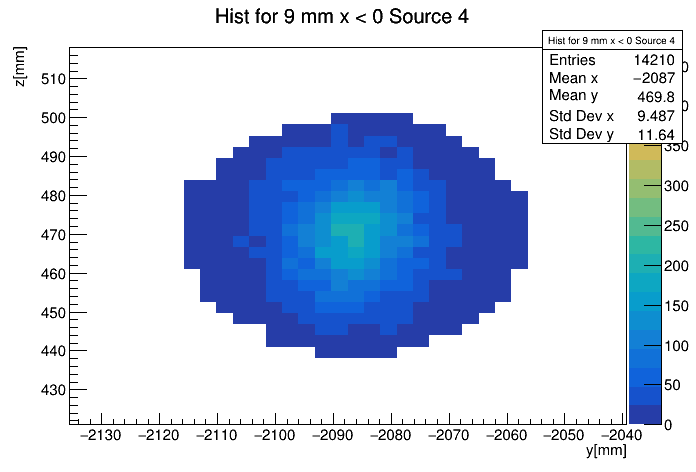 Hist for 9 mm x < 0 Source 4
Hist for 9 mm x < 0 Source 4
Entries 14210
Mean x −2087
Mean y 469.8
Std Dev x 9.487
Std Dev y 11.64
z[mm]
510
500
490
480
470
460
450
440
430
−2130 −2120 −2110 −2100 −2090 −2080 −2070 −2060 −2050 −2040
y[mm]
350
300
250
200
150
100
50
0